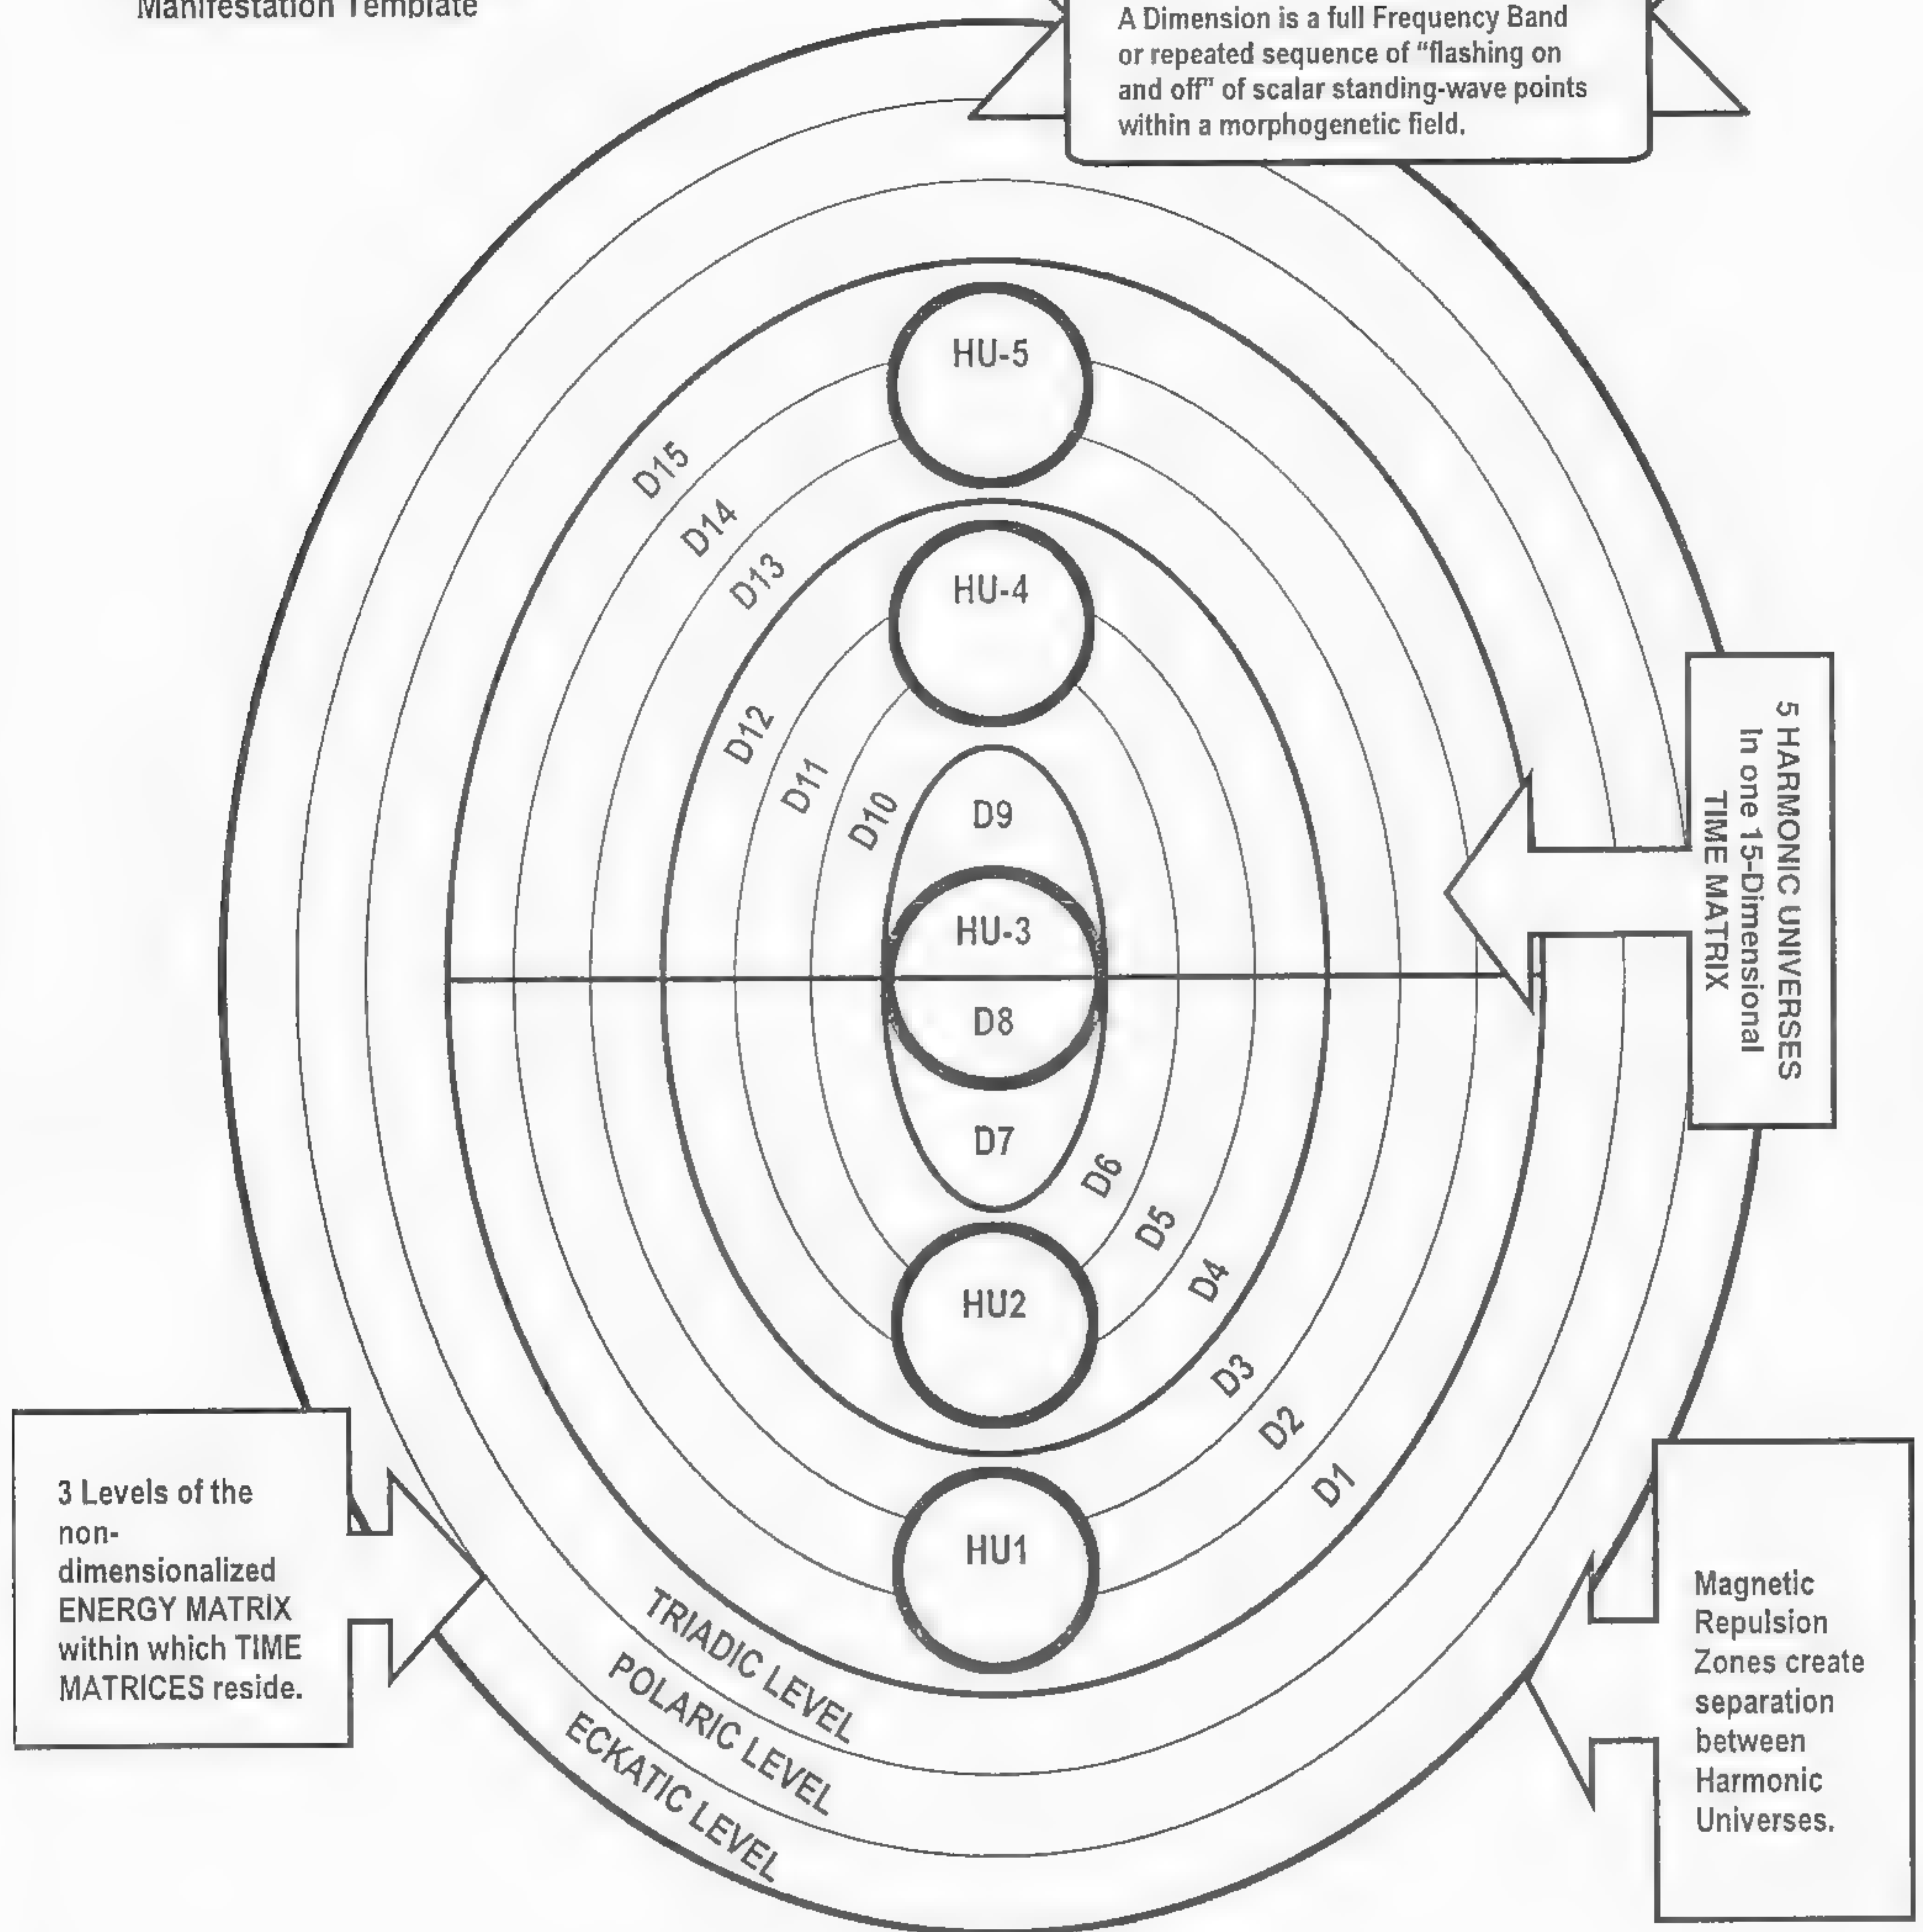 Manifestation Template
A Dimension is a full Frequency Band
or repeated sequence of "flashing on
and off" of scalar standing-wave points
within a morphogenetic field.
HU-5
D15
D14
D13
HU-4
D12
D11
D10
D9
HU-3
D8
D7
D6
D5
D4
HU2
D3
D2
D1
HU1
5 HARMONIC UNIVERSES
In one 15-Dimensional
TIME MATRIX
3 Levels of the
non-
dimensionalized
ENERGY MATRIX
within which TIME
MATRICES reside.
TRIADIC LEVEL
POLARIC LEVEL
ECKATIC LEVEL
Magnetic
Repulsion
Zones create
separation
between
Harmonic
Universes.